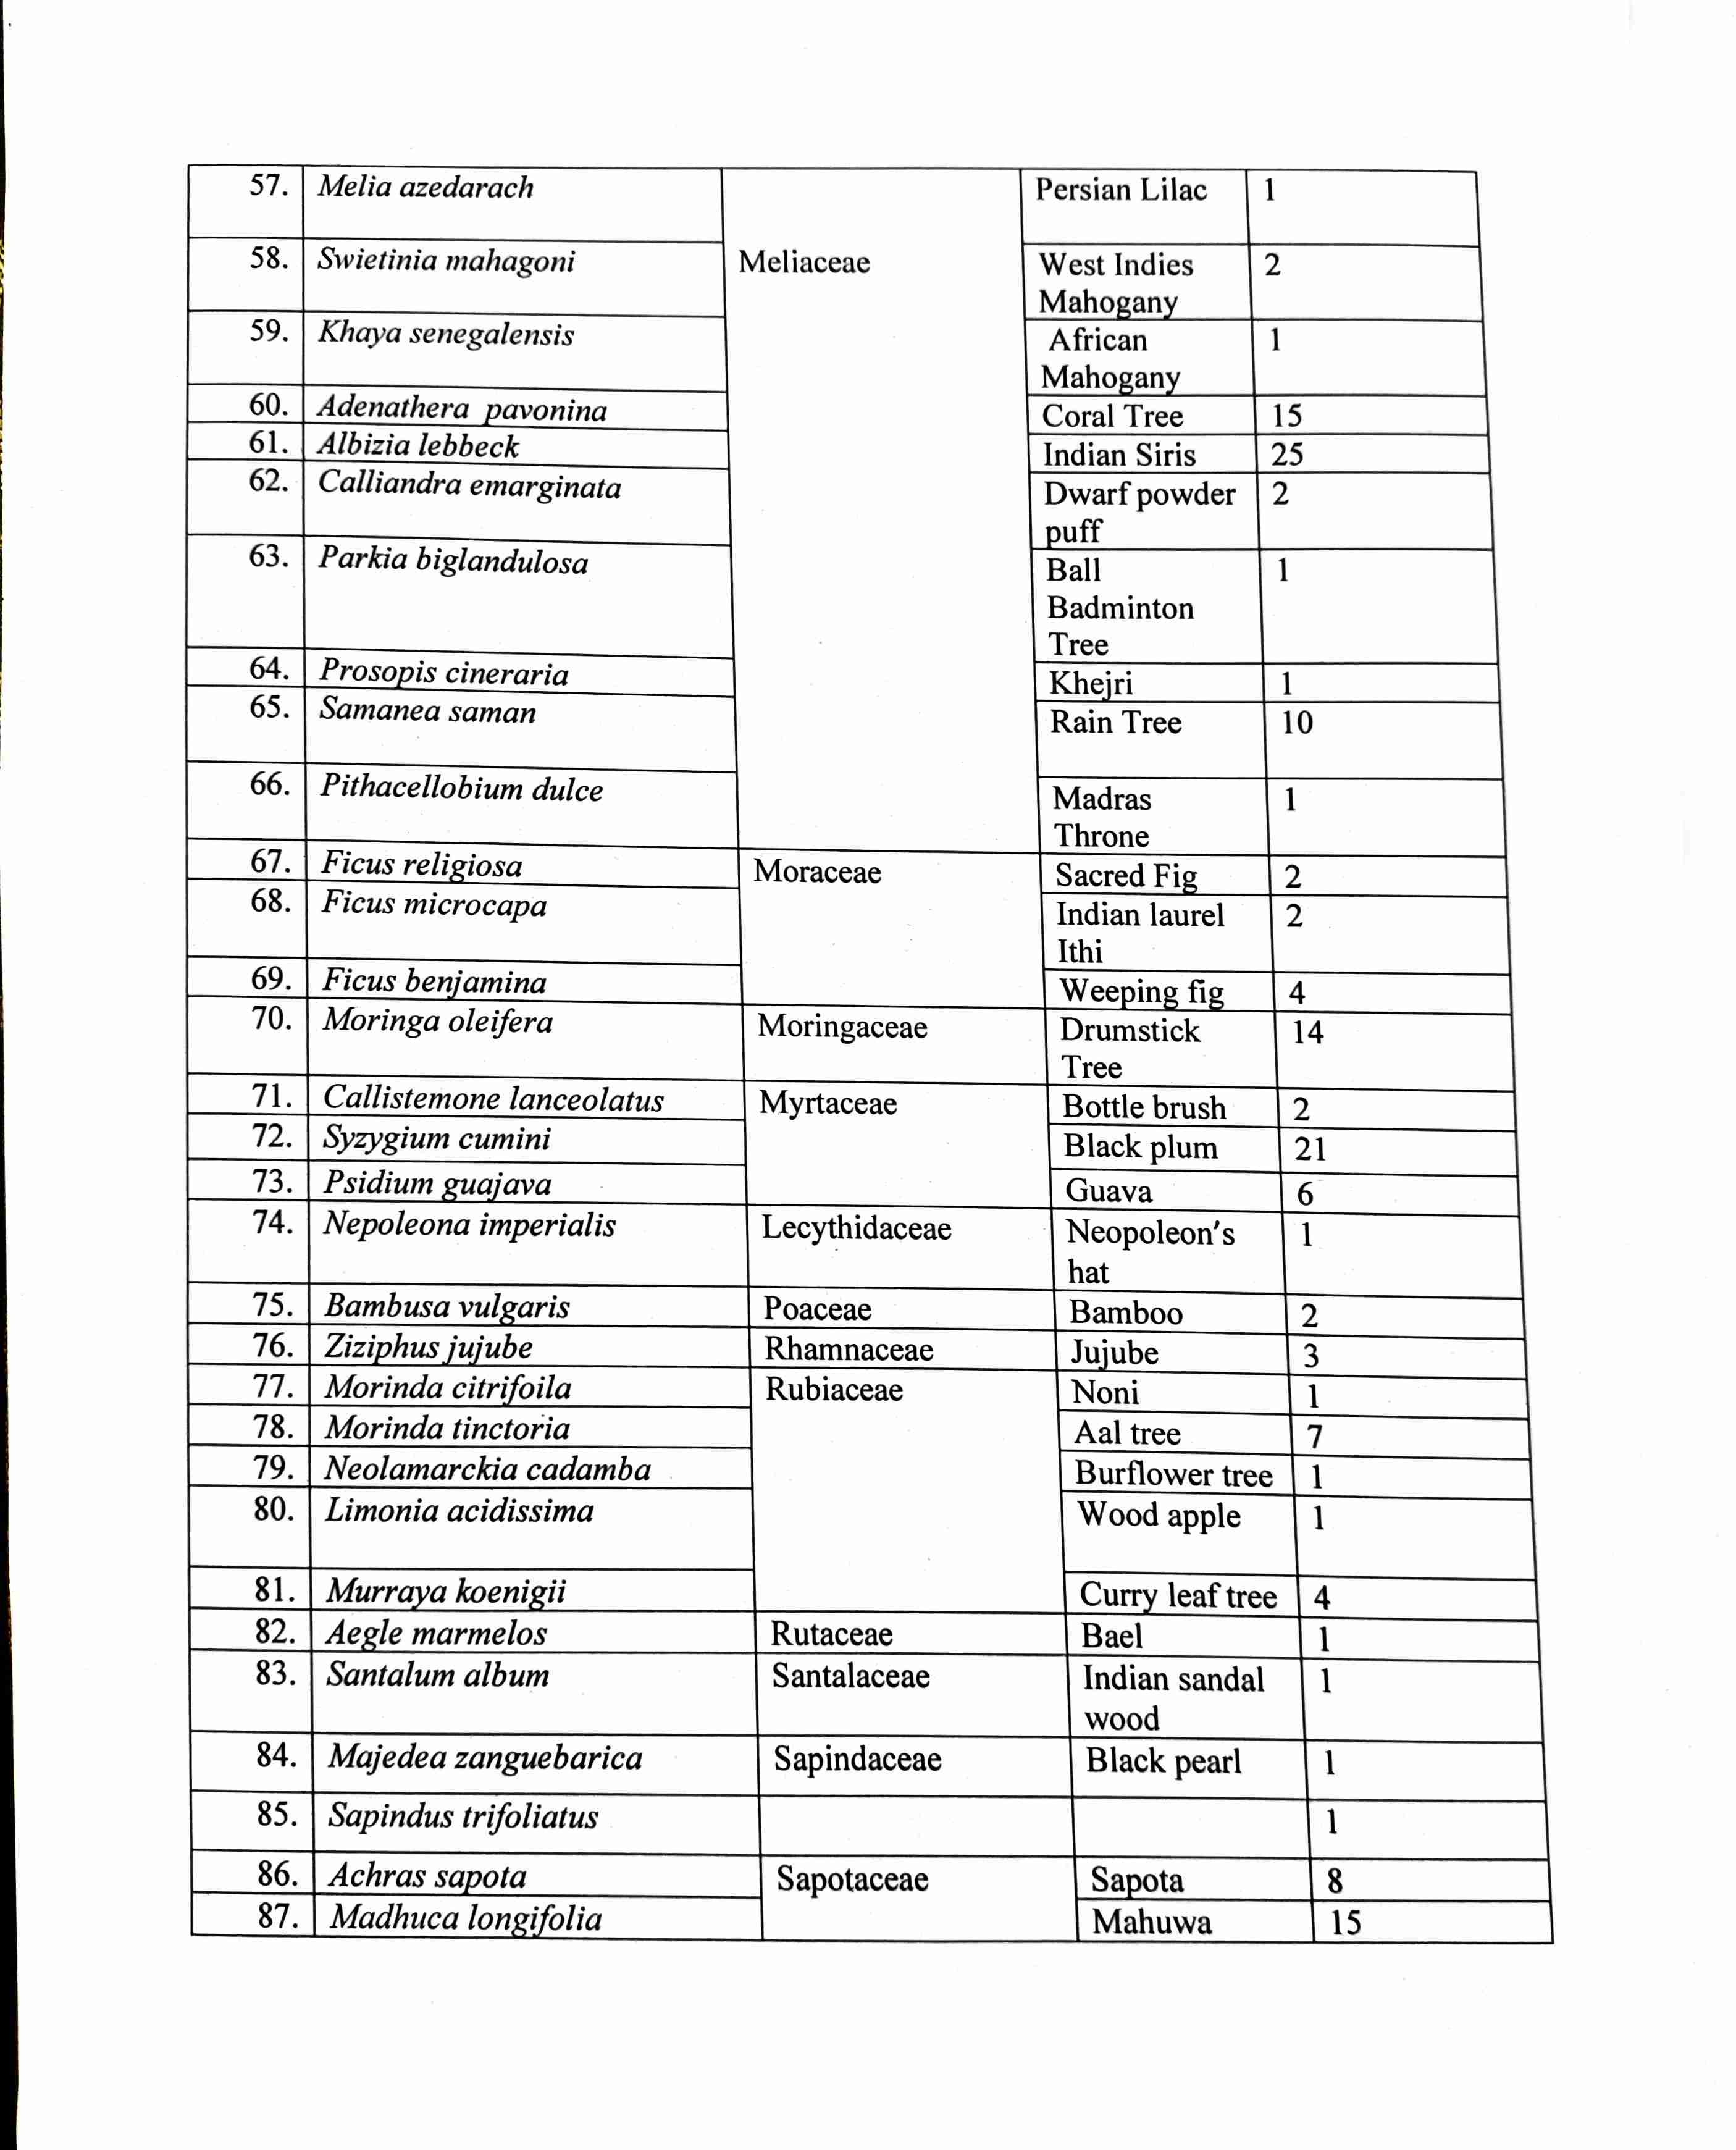 57. Melia azedarach Meliaceae Persian Lilac 1
58. Swietinia mahagoni West Indies Mahogany 2
59. Khaya senegalensis African Mahogany 1
60. Adenathera pavonina Coral Tree 15
61. Albizia lebbeck Indian Siris 25
62. Calliandra emarginata Dwarf powder puff 2
63. Parkia biglandulosa Ball Badminton Tree 1
64. Prosopis cineraria Khejri 1
65. Samanea saman Rain Tree 10
66. Pithacellobium dulce Madras Throne 1
67. Ficus religiosa Moraceae Sacred Fig 2
68. Ficus microcapa Indian laurel Ithi 2
69. Ficus benjamina Weeping fig 4
70. Moringa oleifera Moringaceae Drumstick Tree 14
71. Callistemone lanceolatus Myrtaceae Bottle brush 2
72. Syzygium cumini Black plum 21
73. Psidium guajava Guava 6
74. Nepoleona imperialis Lecythidaceae Neopoleon's hat 1
75. Bambusa vulgaris Poaceae Bamboo 2
76. Ziziphus jujube Rhamnaceae Jujube 3
77. Morinda citrifoila Rubiaceae Noni 1
78. Morinda tinctoria Aal tree 7
79. Neolamarckia cadamba Burflower tree 1
80. Limonia acidissima Wood apple 1
81. Murraya koenigii Curry leaf tree 4
82. Aegle marmelos Rutaceae Bael 1
83. Santalum album Santalaceae Indian sandal wood 1
84. Majedea zanguebarica Sapindaceae Black pearl 1
85. Sapindus trifoliatus 1
86. Achras sapota Sapotaceae Sapota 8
87. Madhuca longifolia Mahuwa 15